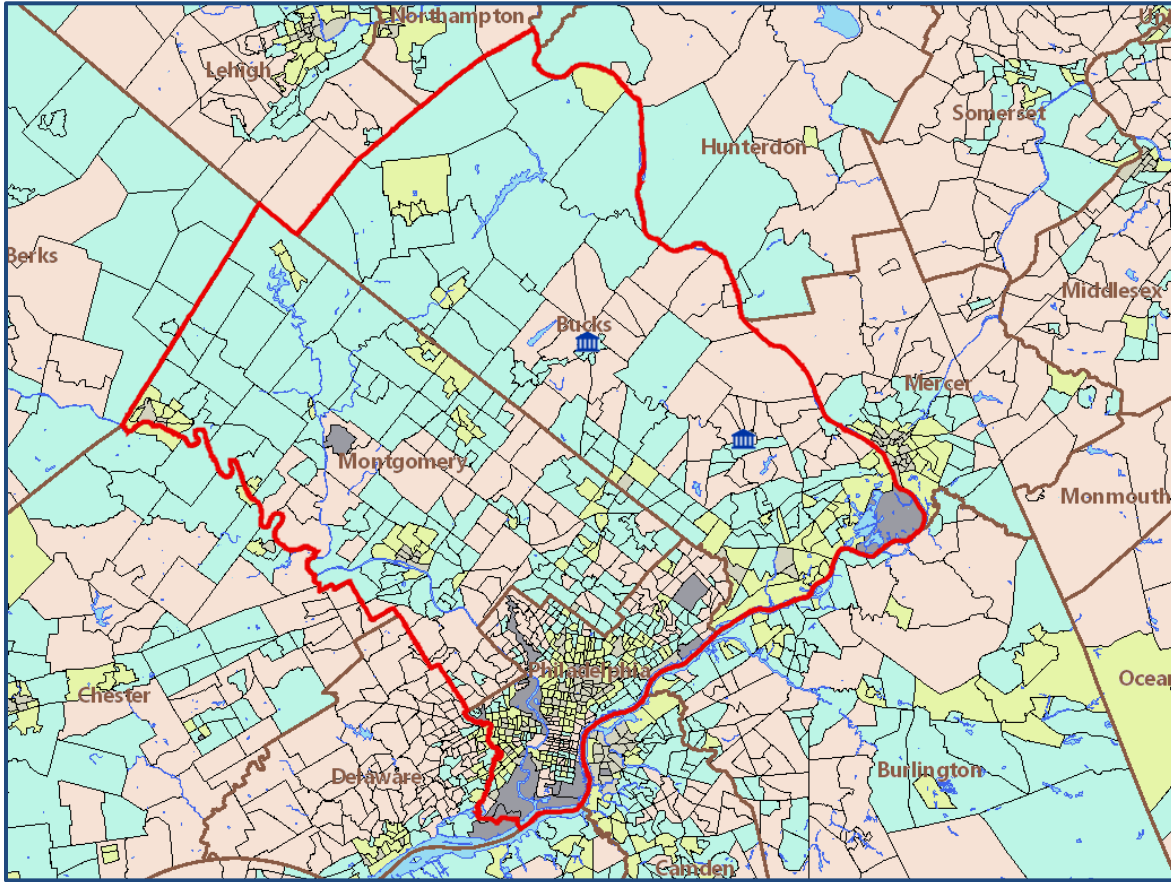 Northampton
Lehigh
Somerset
Hunterdon
Berks
Middlesex
Bucks
Mercer
Montgomery
Monmouth
Philadelphia
Chester
Ocean
Delaware
Burlington
Camden